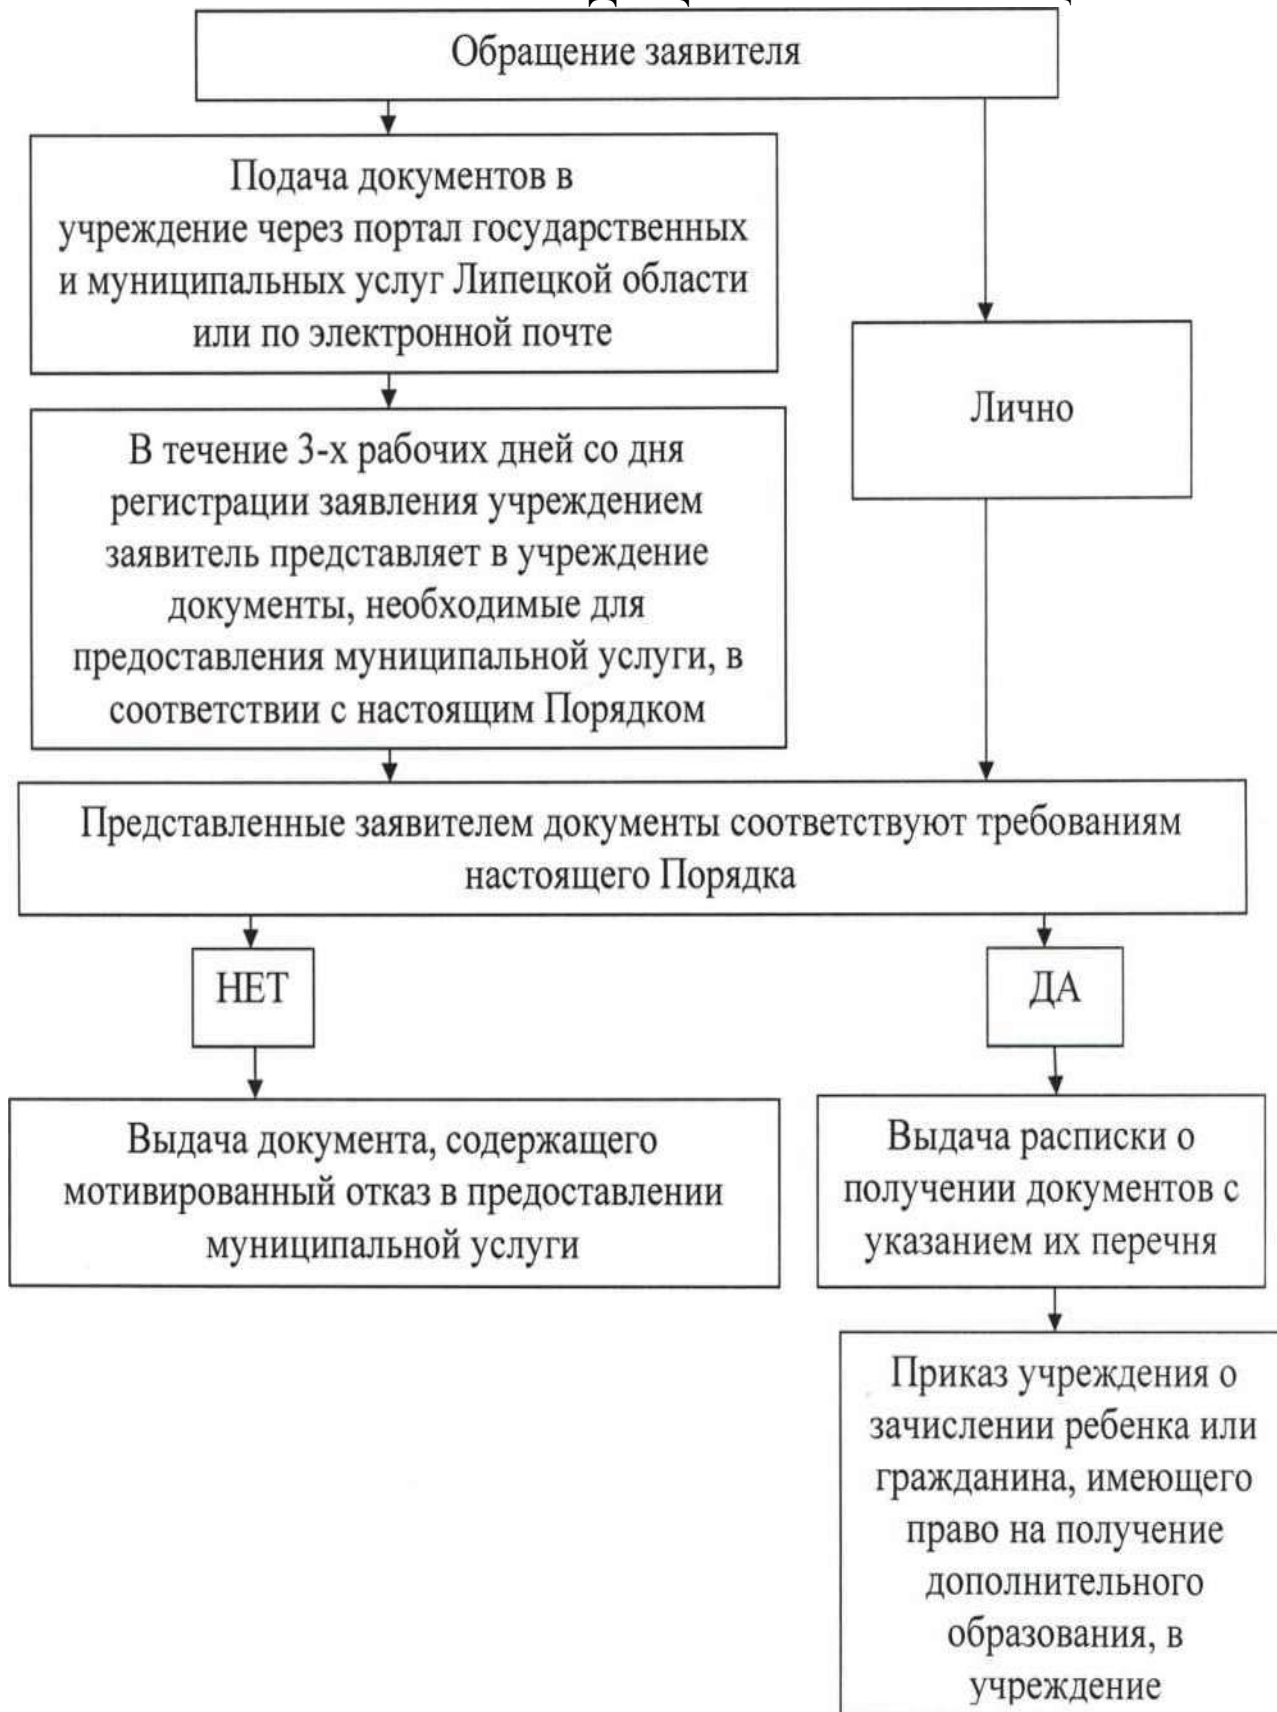 Обращение заявителя
Подача документов в
учреждение через портал государственных
и муниципальных услуг Липецкой области
или по электронной почте
Лично
В течение 3-х рабочих дней со дня
регистрации заявления учреждением
заявитель представляет в учреждение
документы, необходимые для
предоставления муниципальной услуги, в
соответствии с настоящим Порядком
Представленные заявителем документы соответствуют требованиям
настоящего Порядка
НЕТ
ДА
Выдача документа, содержащего
мотивированный отказ в предоставлении
муниципальной услуги
Выдача расписки о
получении документов с
указанием их перечня
Приказ учреждения о
зачислении ребенка или
гражданина, имеющего
право на получение
дополнительного
образования, в
учреждение